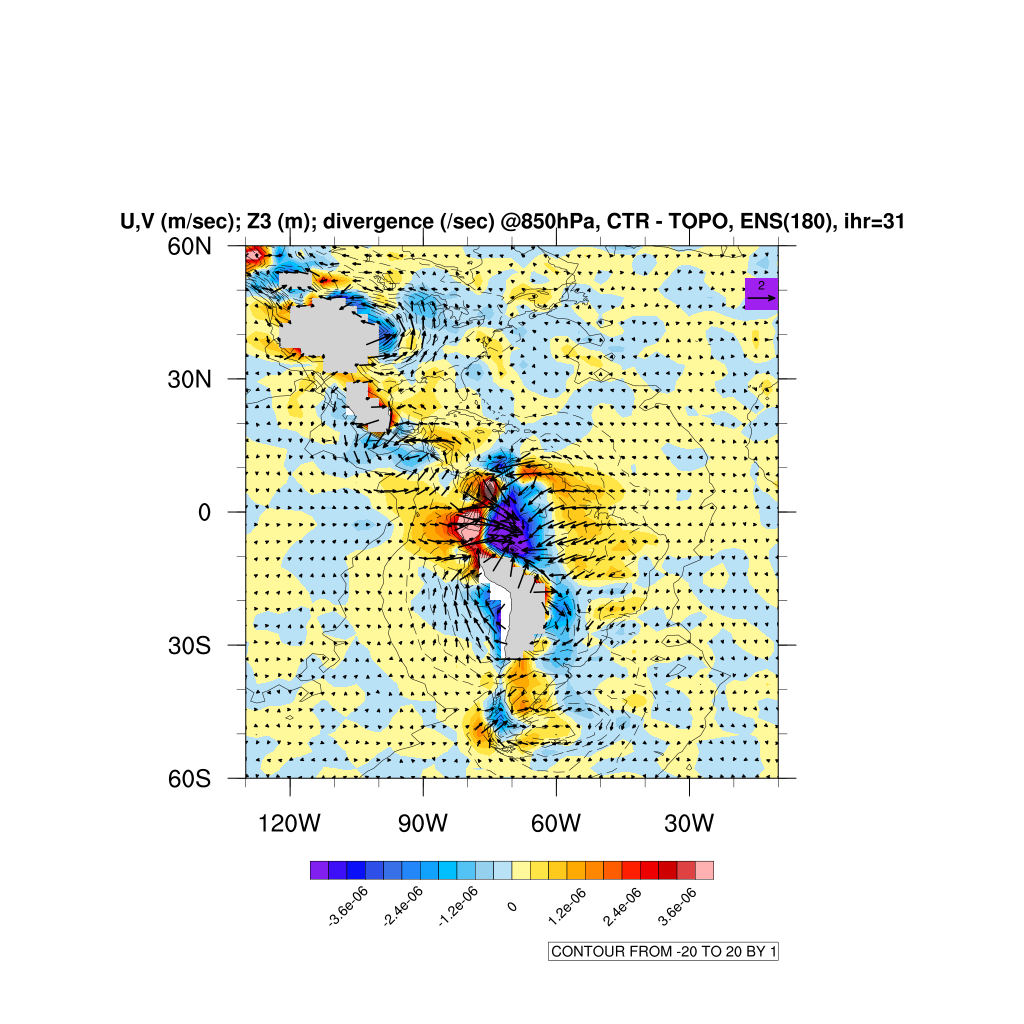 U,V (m/sec); Z3 (m); divergence (/sec) @850hPa, CTR - TOPO, ENS(180), ihr=31
60N
2
30N
0
30S
60S
120W 90W 60W 30W
-3.6e-06 -2.4e-06 -1.2e-06 0 1.2e-06 2.4e-06 3.6e-06
CONTOUR FROM -20 TO 20 BY 1